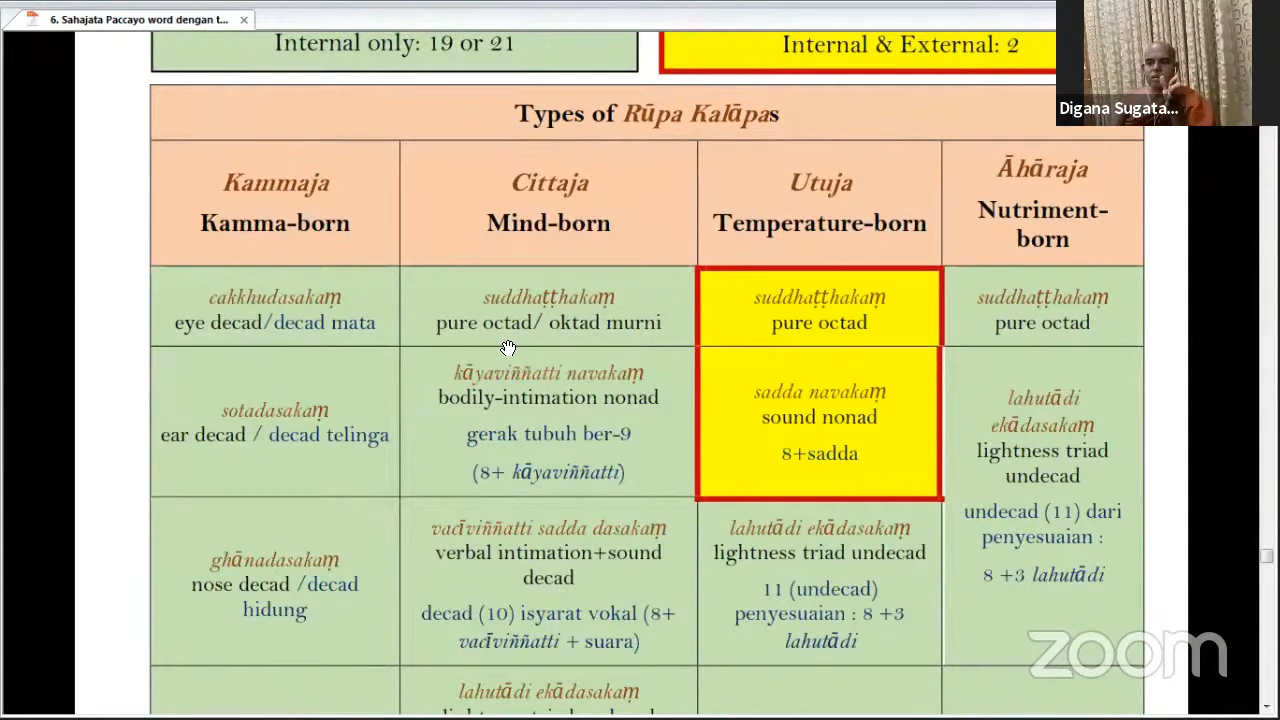 6. Sahajata Paccayo word dengan t...
Internal only: 19 or 21
Internal & External: 2
Digana Sugata...
Types of Rūpa Kalāpas
Kammaja
Kamma-born
Cittaja
Mind-born
Utuja
Temperature-born
Āhāraja
Nutriment-
born
cakkhudasakaṃ
eye decad/decad mata
suddhaṭṭhakaṃ
pure octad/ oktad murni
suddhaṭṭhakaṃ
pure octad
suddhaṭṭhakaṃ
pure octad
sotadasakaṃ
ear decad / decad telinga
kāyaviññatti navakaṃ
bodily-intimation nonad
gerak tubuh ber-9
(8+ kāyaviññatti)
sadda navakaṃ
sound nonad
8+sadda
lahutādi
ekādasakaṃ
lightness triad
undecad
undecad (11) dari
penyesuaian :
8 +3 lahutādi
ghānadasakaṃ
nose decad /decad
hidung
vacīviññatti sadda dasakaṃ
verbal intimation+sound
decad
decad (10) isyarat vokal (8+
vacīviññatti + suara)
lahutādi ekādasakaṃ
lightness triad undecad
11 (undecad)
penyesuaian : 8 +3
lahutādi
lahutādi ekādasakaṃ
zoom